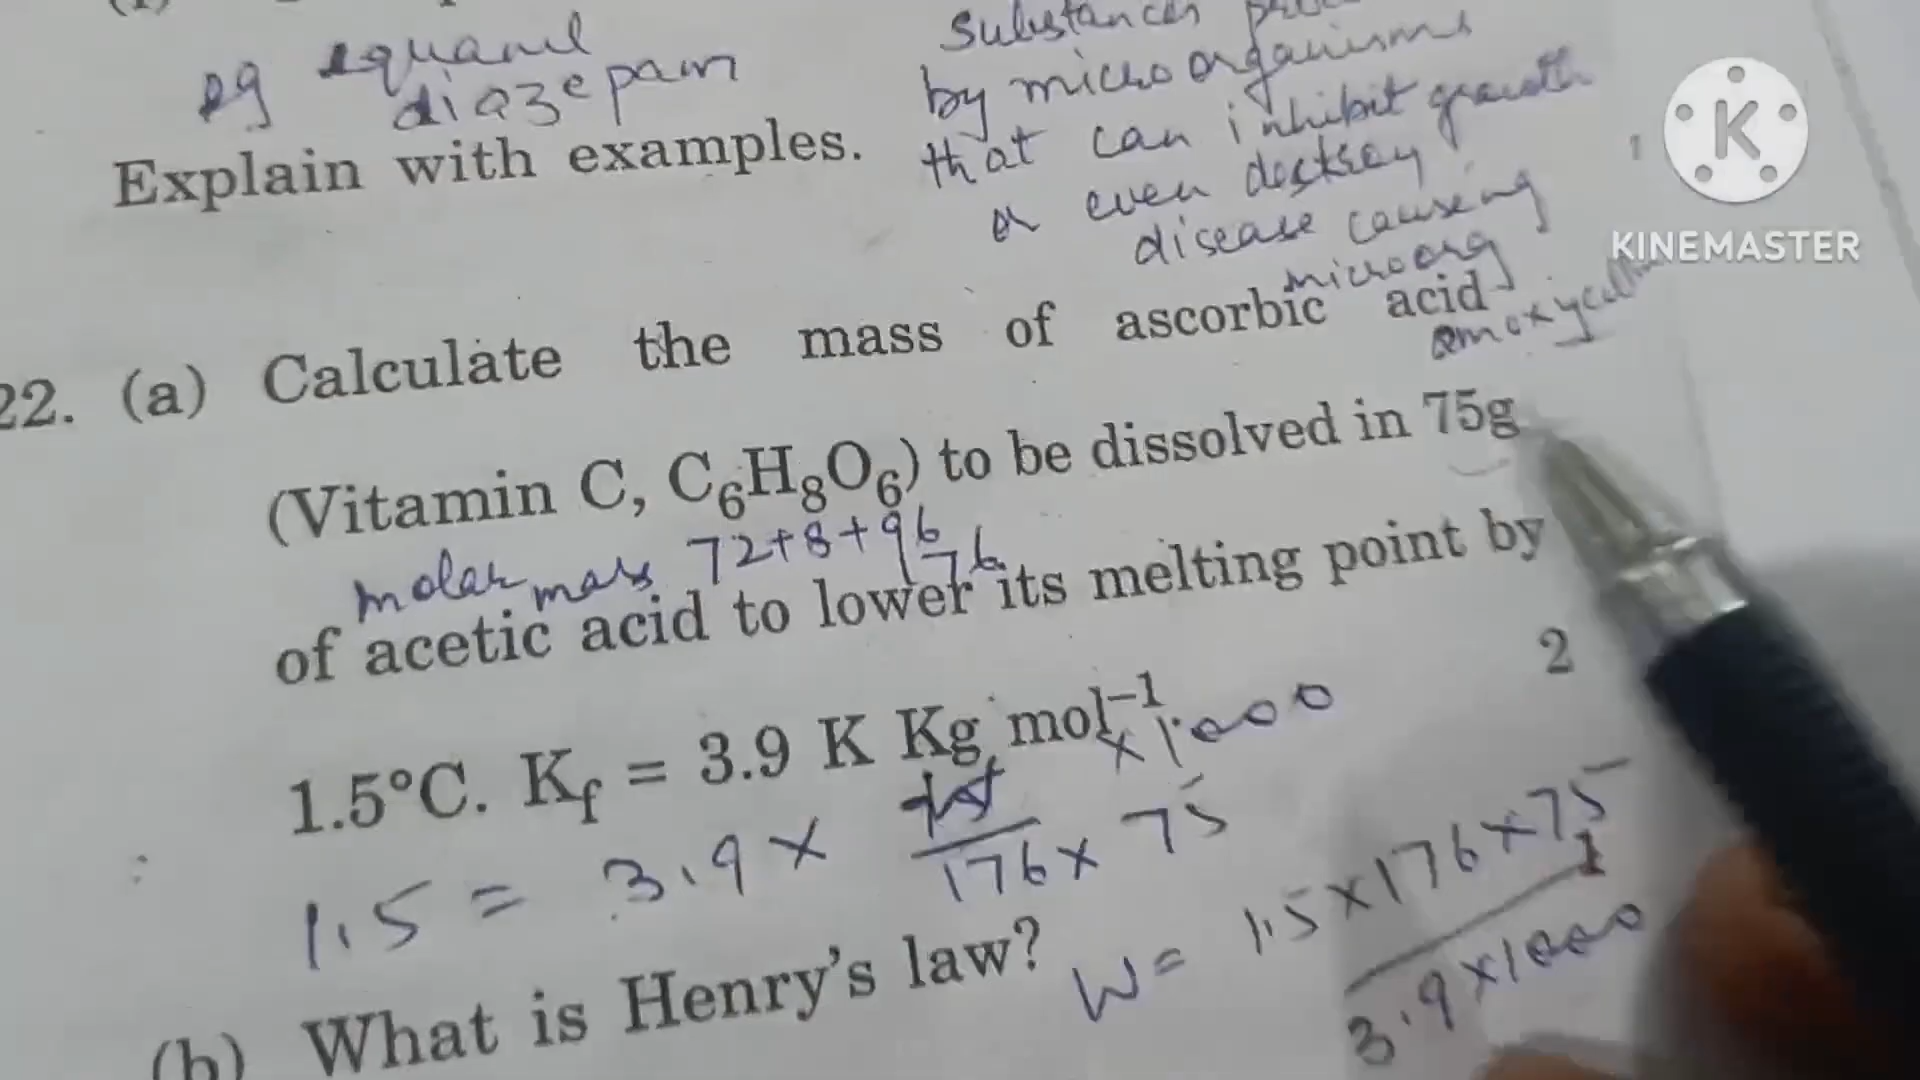 eg equanil
diazepam
substances
by microorganisms
that can inhibit growth
or even destroy
disease causing
microorg
Explain with examples.
K
KINEMASTER
22. (a) Calculate the mass of ascorbic acid
(Vitamin C, C₆H₈O₆) to be dissolved in 75g
molar mass 72+8+96
176
of acetic acid to lower its melting point by
1.5°C. K_f = 3.9 K Kg mol⁻¹
2
× 1000
1.5 = 3.9 ×
176 × 75
W = 1.5×176×75
3.9×1000
(b) What is Henry's law?
1